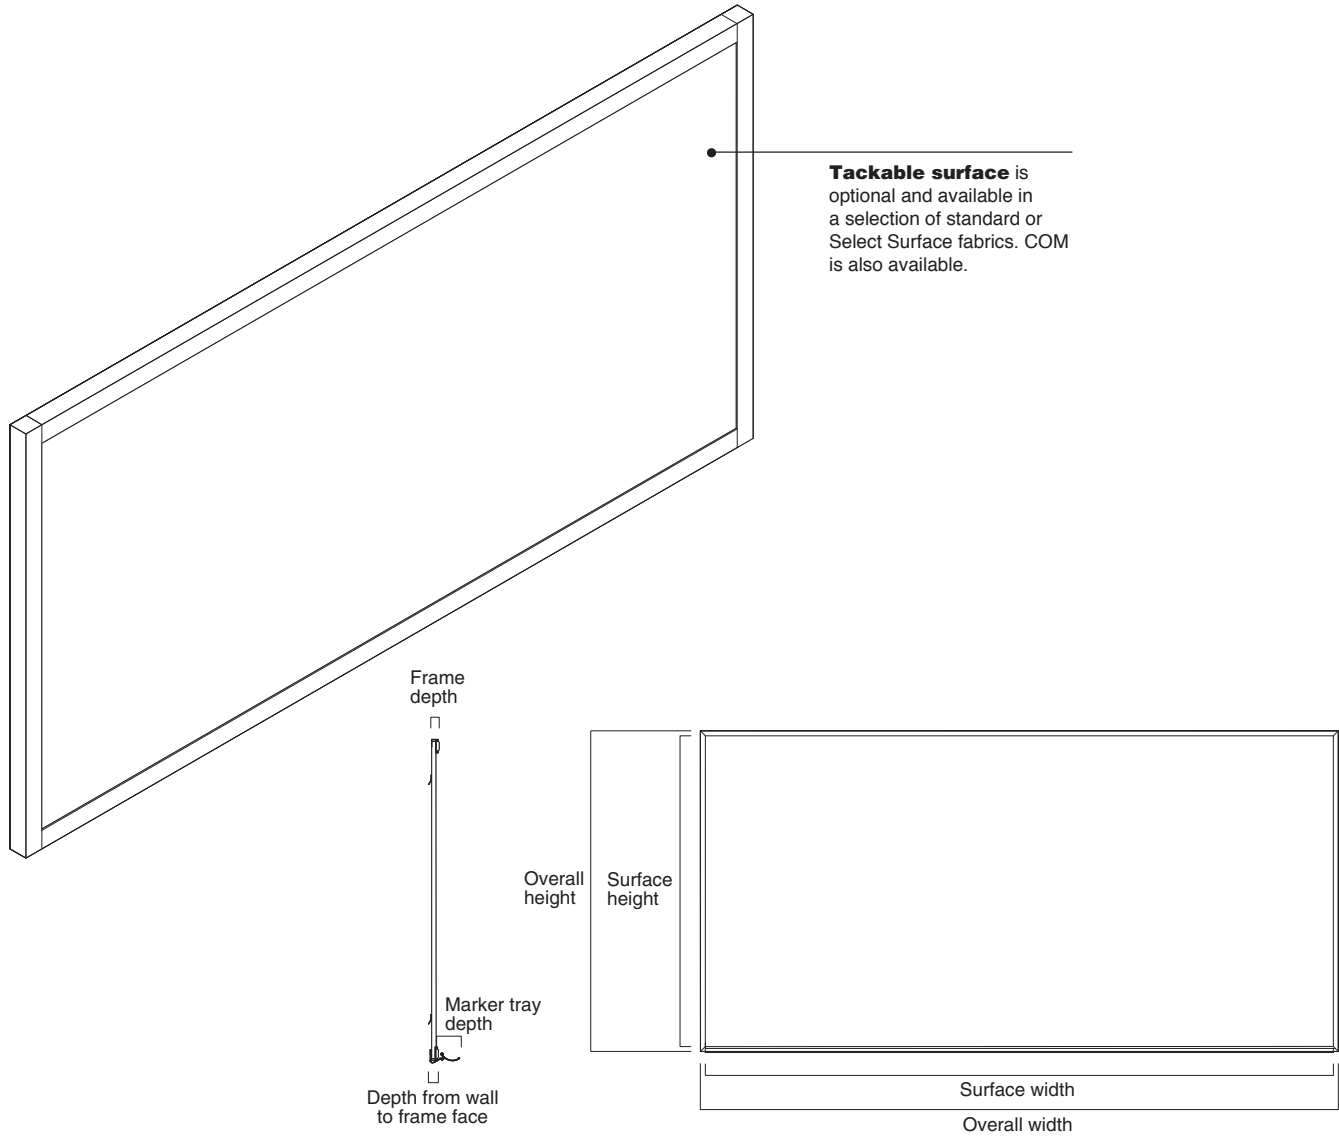 Tackable surface is
optional and available in
a selection of standard or
Select Surface fabrics. COM
is also available.
Frame
depth
Overall
height
Surface
height
Marker tray
depth
Depth from wall
to frame face
Surface width
Overall width